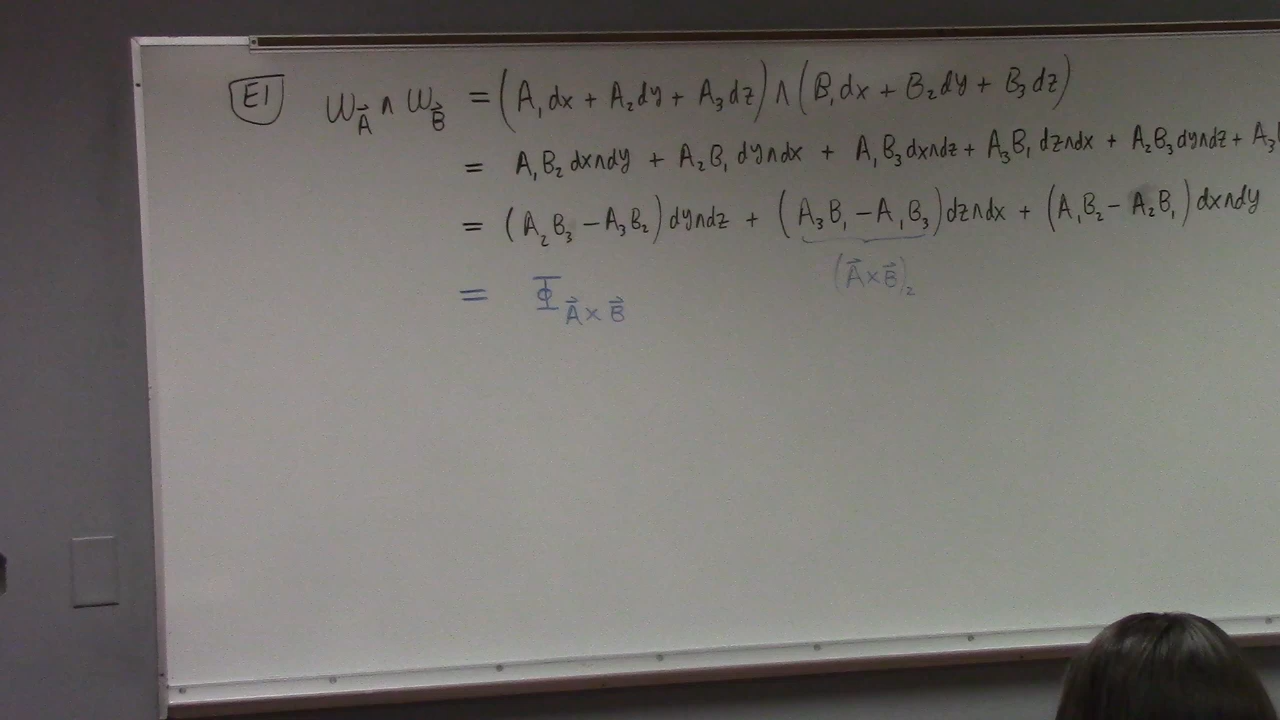 E1 ω_A⃗ ∧ ω_B⃗ = (A₁dx + A₂dy + A₃dz) ∧ (B₁dx + B₂dy + B₃dz)
= A₁B₂ dx∧dy + A₂B₁ dy∧dx + A₁B₃ dx∧dz + A₃B₁ dz∧dx + A₂B₃ dy∧dz + A₃
= (A₂B₃ − A₃B₂) dy∧dz + (A₃B₁ − A₁B₃) dz∧dx + (A₁B₂ − A₂B₁) dx∧dy
(A⃗×B⃗)₂
= Φ_A⃗×B⃗